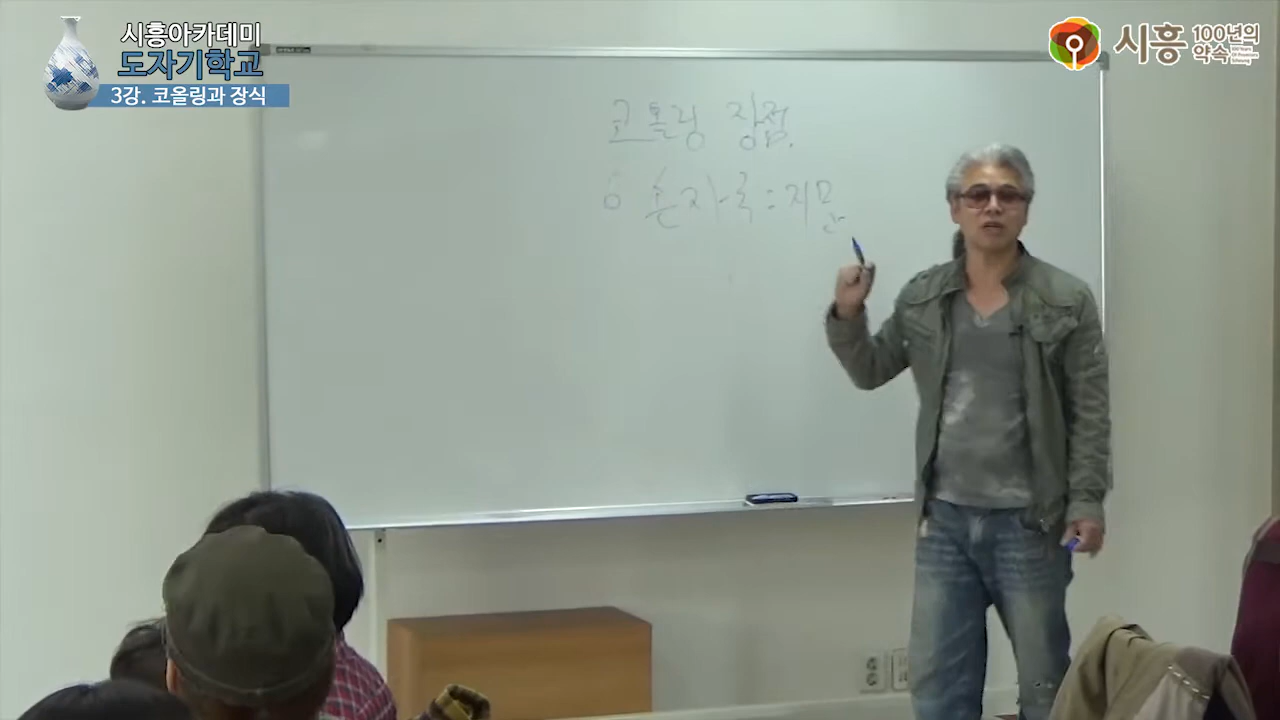 시흥아카데미
도자기학교
3강. 코올링과 장식
시흥
100년의
약속
코올링 장점.
손자국 = 지문